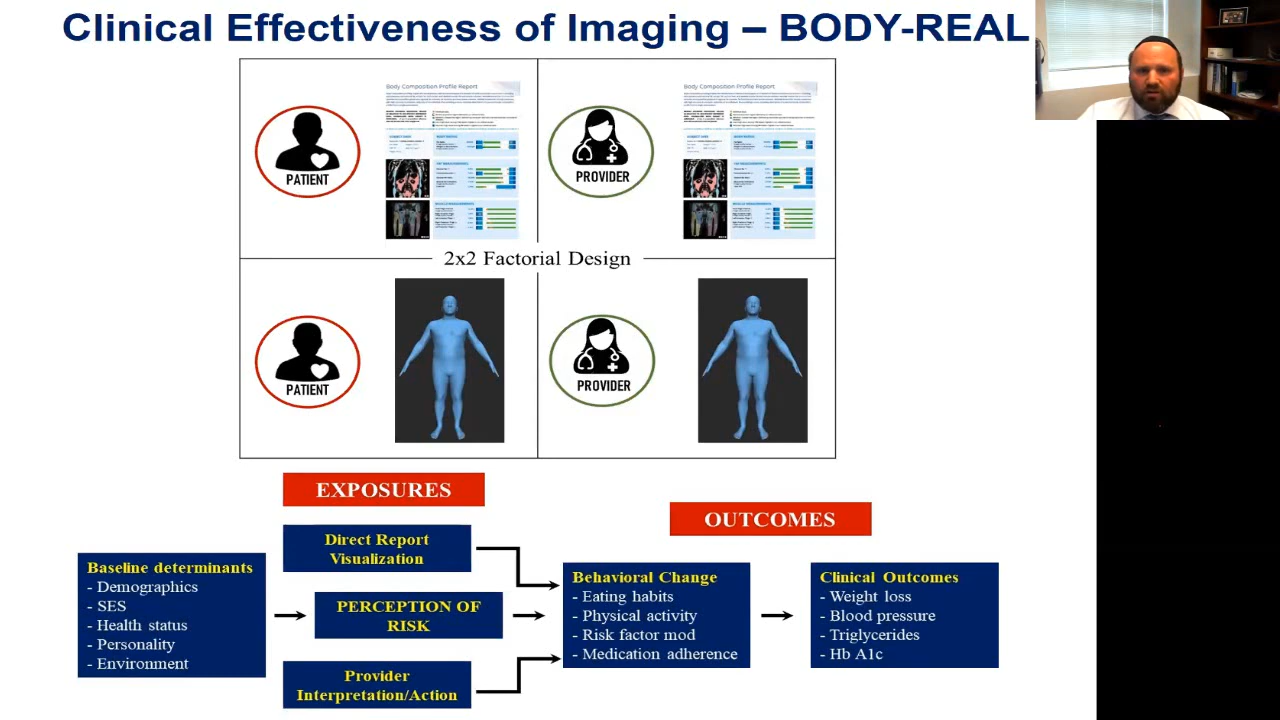 Clinical Effectiveness of Imaging – BODY-REAL
Body Composition Profile Report
PATIENT
Body Composition Profile Report
PROVIDER
2x2 Factorial Design
PATIENT
PROVIDER
EXPOSURES
OUTCOMES
Direct Report
Visualization
Baseline determinants
- Demographics
- SES
- Health status
- Personality
- Environment
PERCEPTION OF
RISK
Provider
Interpretation/Action
Behavioral Change
- Eating habits
- Physical activity
- Risk factor mod
- Medication adherence
Clinical Outcomes
- Weight loss
- Blood pressure
- Triglycerides
- Hb A1c